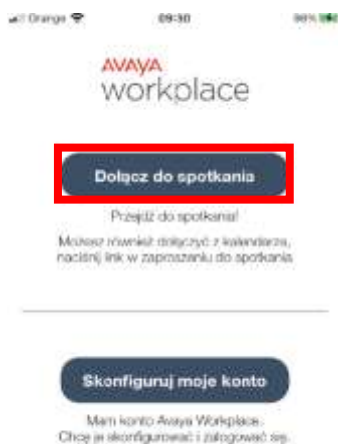 Orange 09:30 98%
AVAYA
workplace
Dołącz do spotkania
Przejdź do spotkania!
Możesz również dołączyć z kalendarza,
naciśnij link w zaproszeniu do spotkania
Skonfiguruj moje konto
Mam konto Avaya Workplace.
Chcę je skonfigurować i zalogować się.